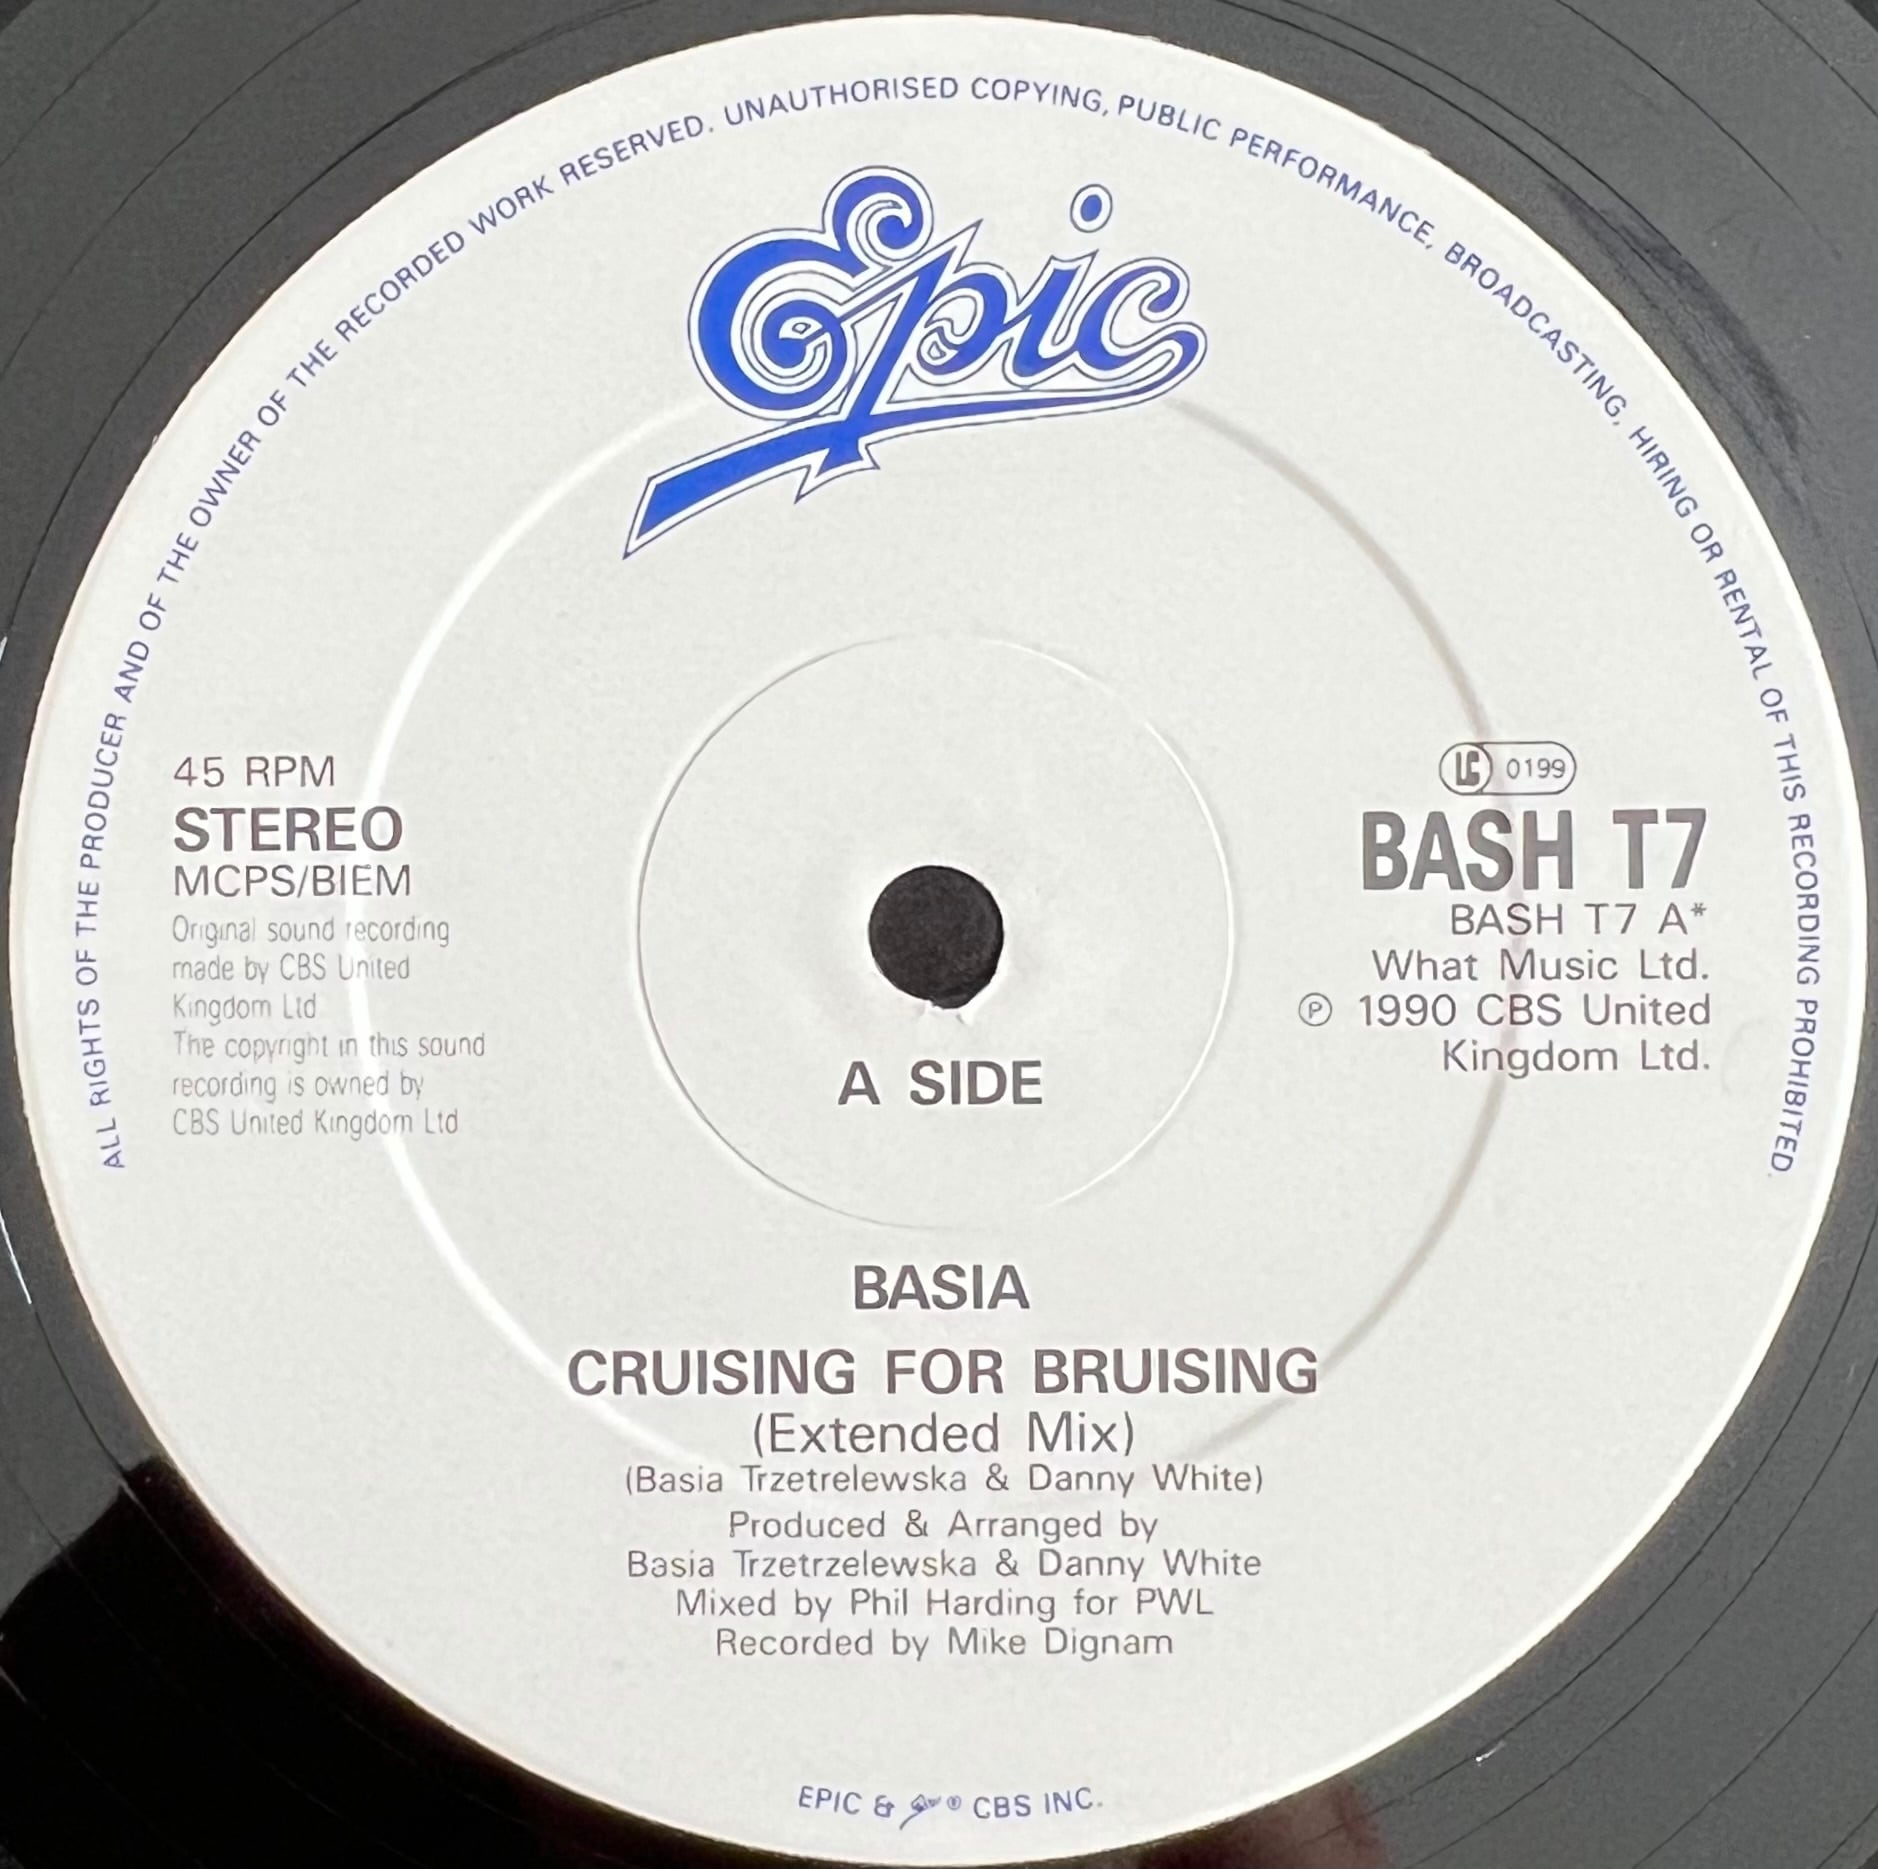 ALL RIGHTS OF THE PRODUCER AND OF THE OWNER OF THE RECORDED WORK RESERVED. UNAUTHORISED COPYING, PUBLIC PERFORMANCE, BROADCASTING, HIRING OR RENTAL OF THIS RECORDING PROHIBITED.
Epic
45 RPM
STEREO
MCPS/BIEM
Original sound recording
made by CBS United
Kingdom Ltd
The copyright in this sound
recording is owned by
CBS United Kingdom Ltd
LC 0199
BASH T7
BASH T7 A*
What Music Ltd.
℗ 1990 CBS United
Kingdom Ltd.
A SIDE
BASIA
CRUISING FOR BRUISING
(Extended Mix)
(Basia Trzetrelewska & Danny White)
Produced & Arranged by
Basia Trzetrzelewska & Danny White
Mixed by Phil Harding for PWL
Recorded by Mike Dignam
EPIC & Epic ® CBS INC.